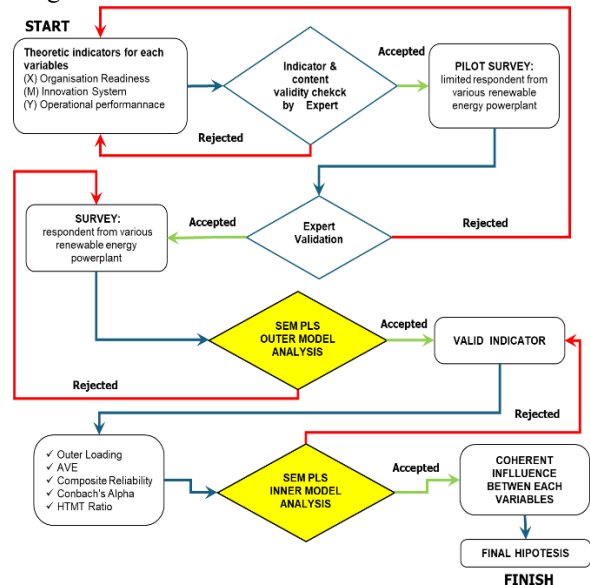 START
Theoretic indicators for each
variables
(X) Organisation Readiness
(M) Innovation System
(Y) Operational performannace
Indicator &
content
validity chekck
by Expert
Accepted
Rejected
PILOT SURVEY:
limited respondent from
various renewable
energy powerplant
SURVEY:
respondent from various
renewable energy
powerplant
Accepted
Expert
Validation
Rejected
SEM PLS
OUTER MODEL
ANALYSIS
Accepted
VALID INDICATOR
Rejected
Rejected
✓ Outer Loading
✓ AVE
✓ Composite Reliability
✓ Conbach's Alpha
✓ HTMT Ratio
SEM PLS
INNER MODEL
ANALYSIS
Accepted
COHERENT
INFLLUENCE
BETWEN EACH
VARIABLES
FINAL HIPOTESIS
FINISH